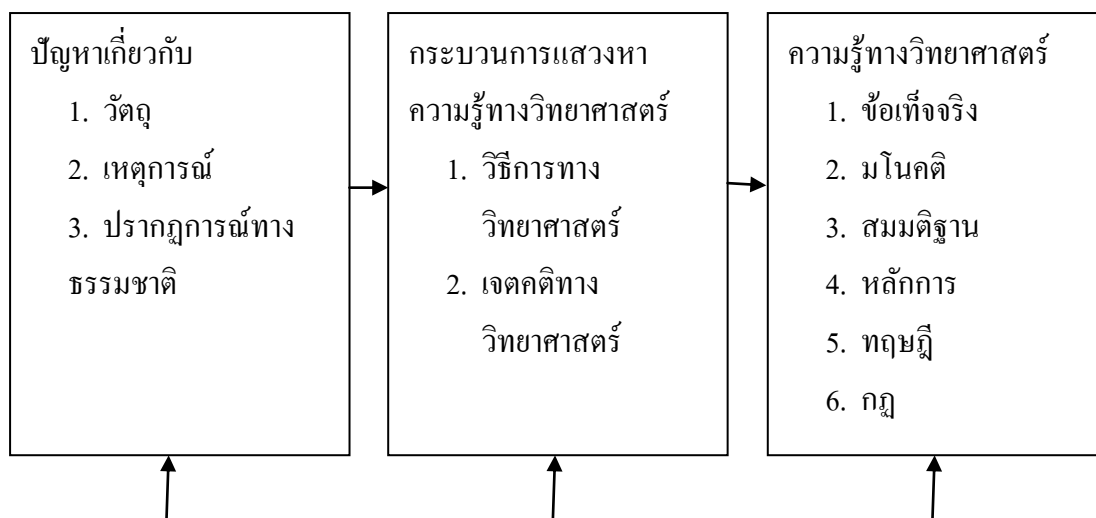 ปัญหาเกี่ยวกับ
1. วัตถุ
2. เหตุการณ์
3. ปรากฏการณ์ทาง
ธรรมชาติ
กระบวนการแสวงหา
ความรู้ทางวิทยาศาสตร์
1. วิธีการทาง
วิทยาศาสตร์
2. เจตคติทาง
วิทยาศาสตร์
ความรู้ทางวิทยาศาสตร์
1. ข้อเท็จจริง
2. มโนคติ
3. สมมติฐาน
4. หลักการ
5. ทฤษฎี
6. กฏ